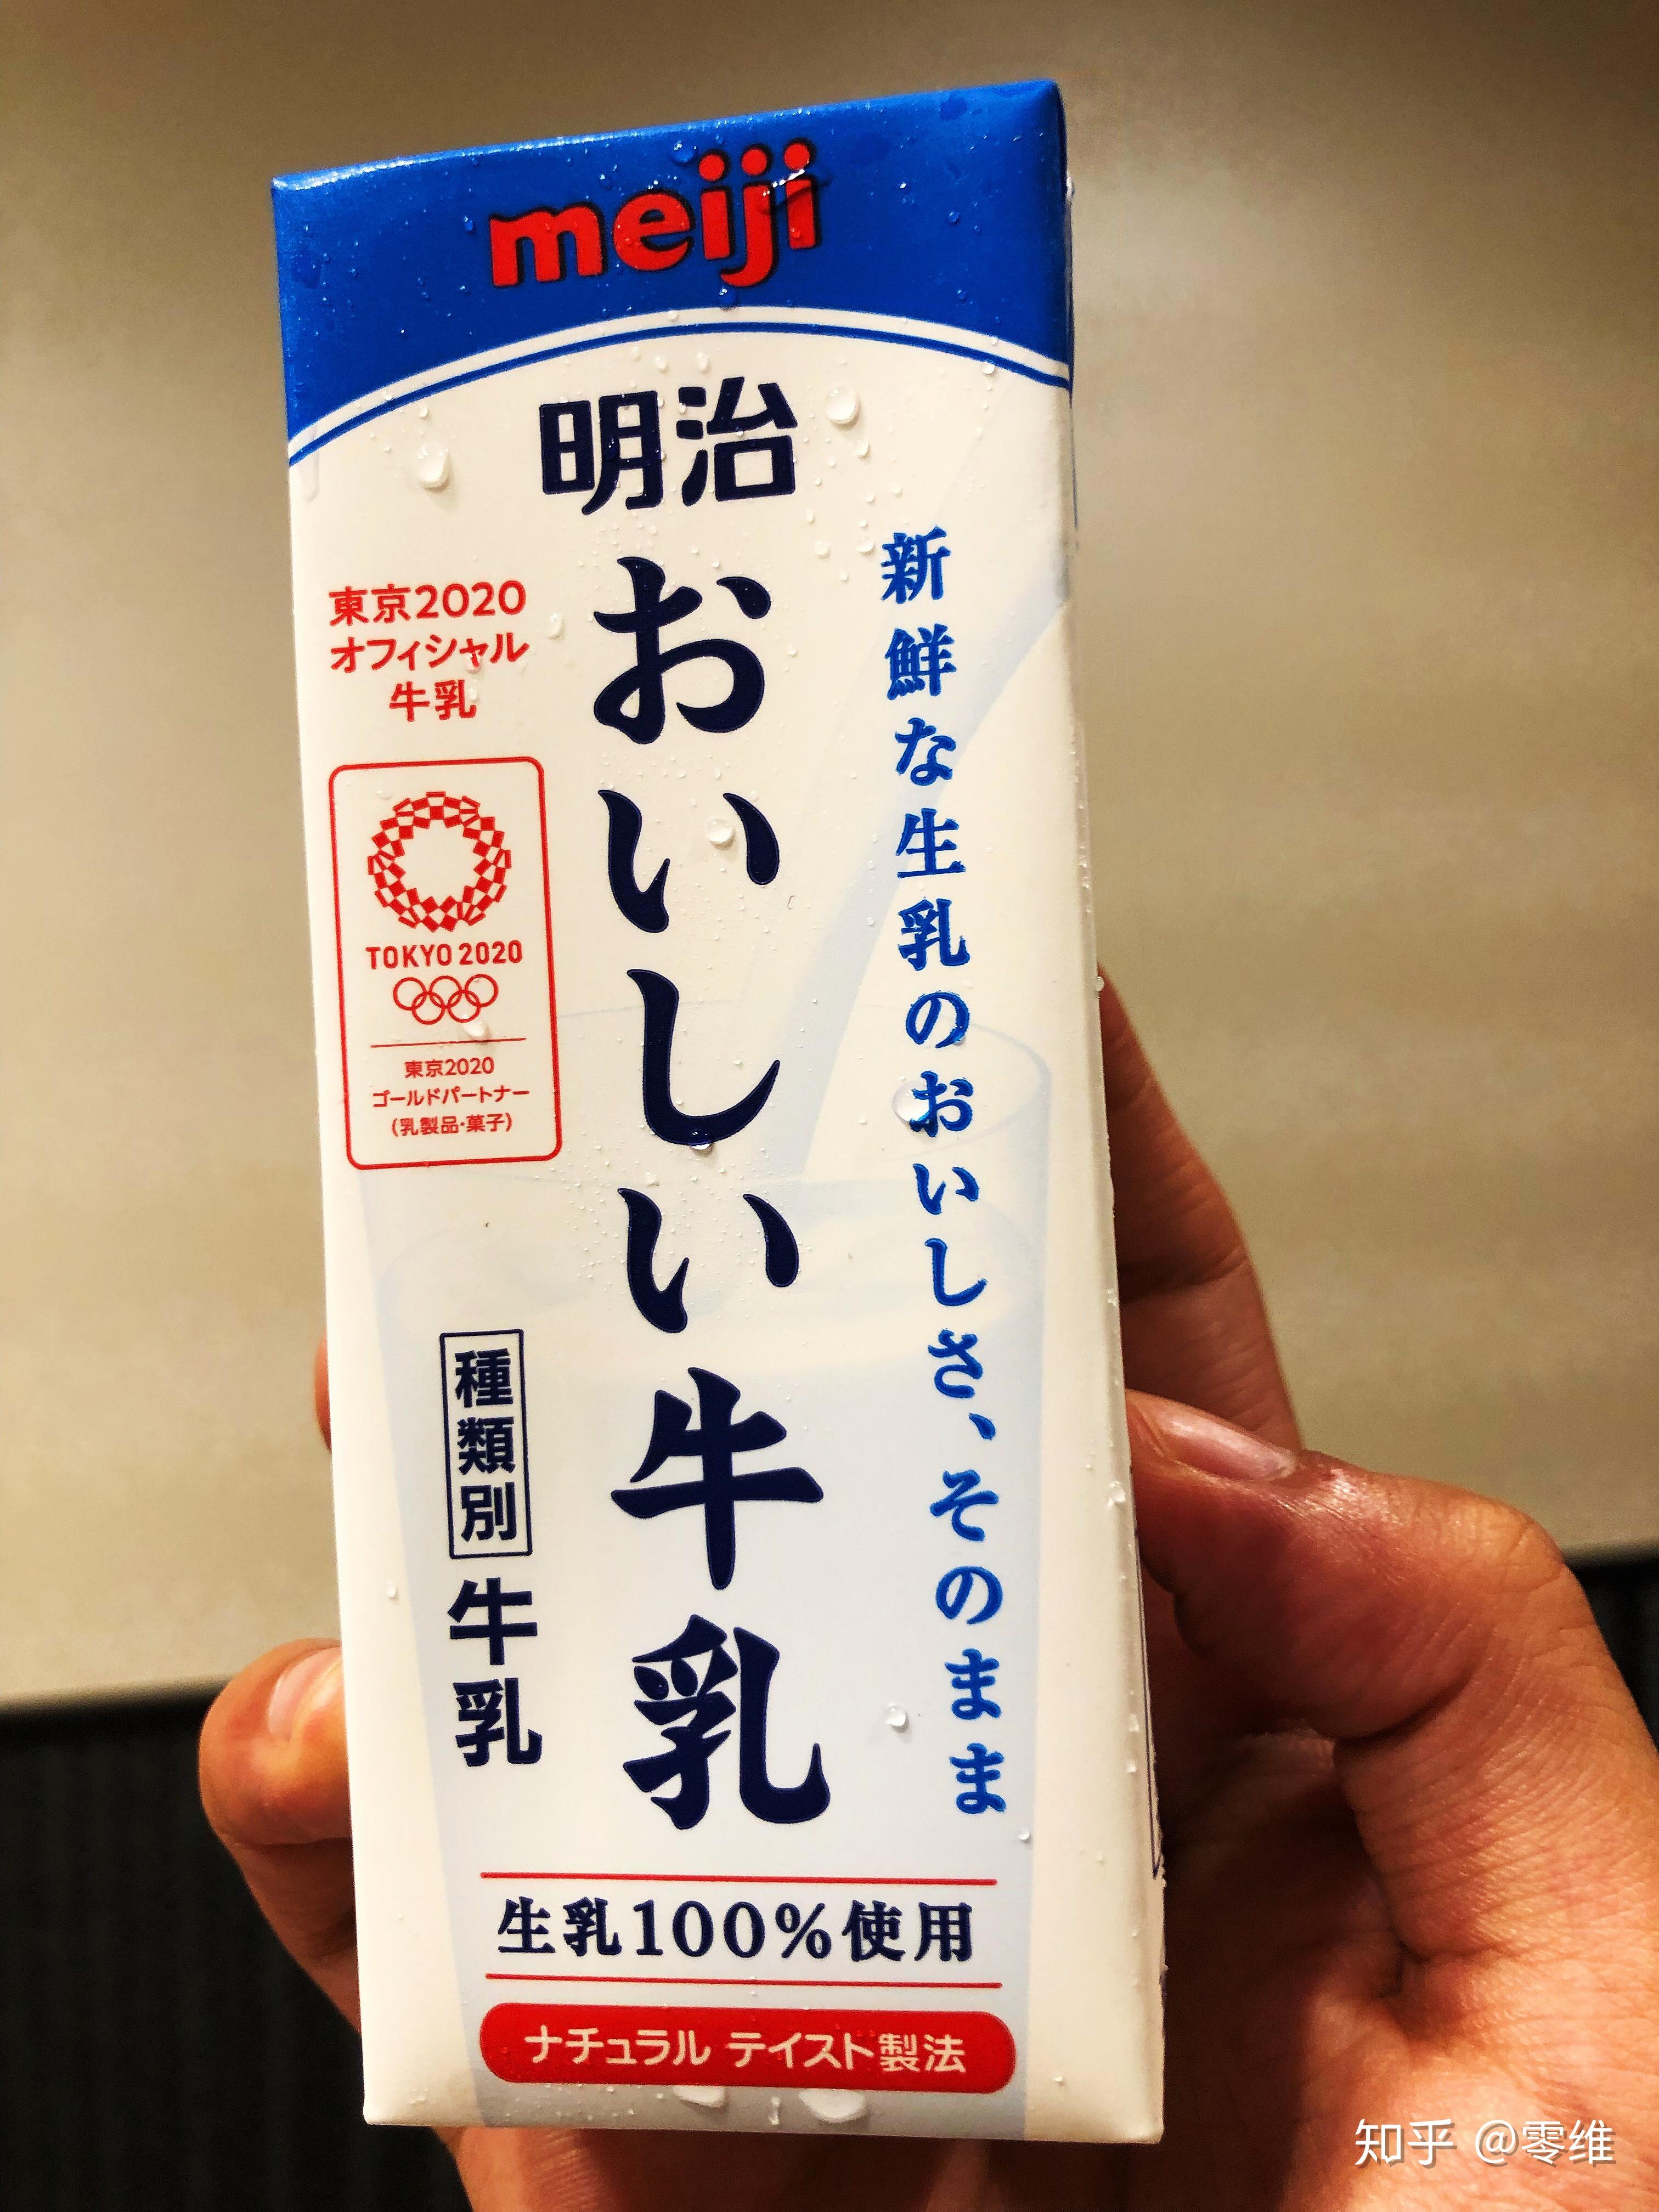 meiji
明治
おいしい牛乳
新鮮な生乳のおいしさ、そのまま
東京2020
オフィシャル
牛乳
TOKYO 2020
東京2020
ゴールドパートナー
(乳製品・菓子)
種類別 牛乳
生乳100%使用
ナチュラル テイスト製法
知乎 @零维